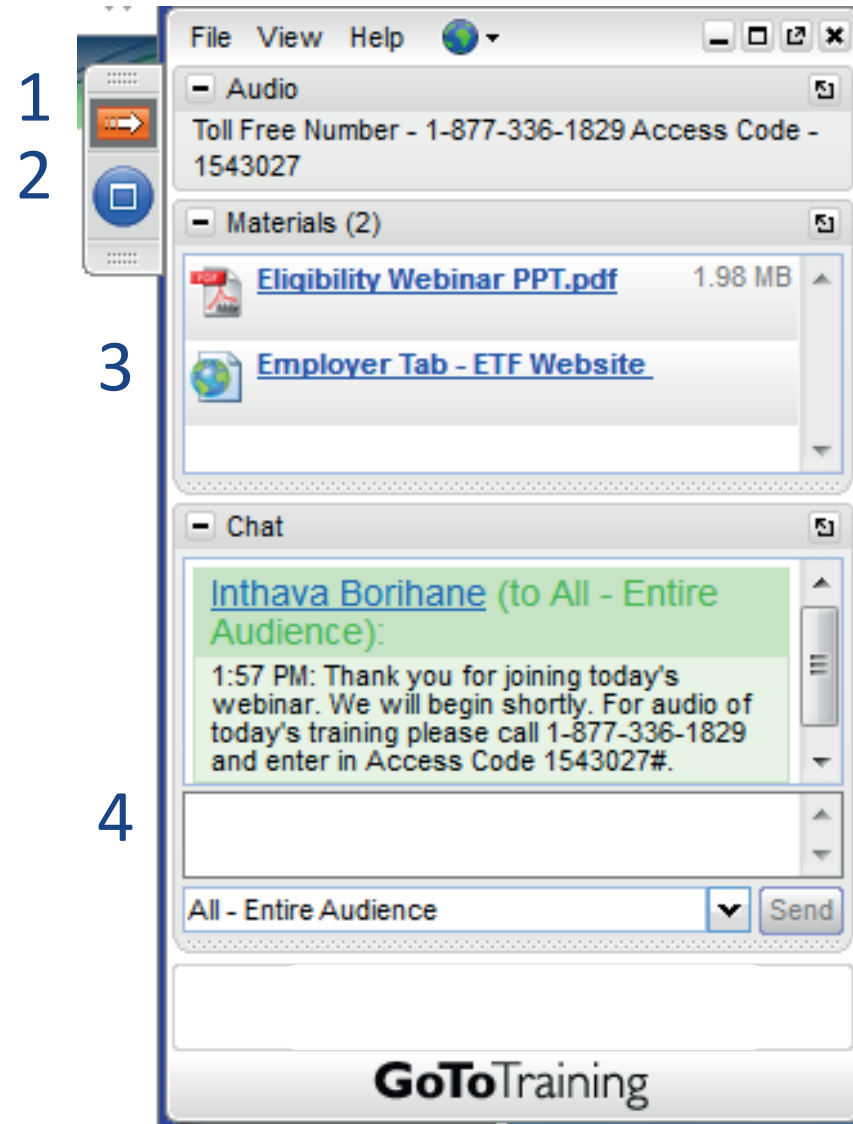 File View Help
1
Audio
Toll Free Number - 1-877-336-1829 Access Code -
1543027
2
Materials (2)
PDF
Eligibility Webinar PPT.pdf 1.98 MB
3
Employer Tab - ETF Website
Chat
Inthava Borihane (to All - Entire
Audience):
1:57 PM: Thank you for joining today's
webinar. We will begin shortly. For audio of
today's training please call 1-877-336-1829
and enter in Access Code 1543027#.
4
All - Entire Audience Send
GoToTraining